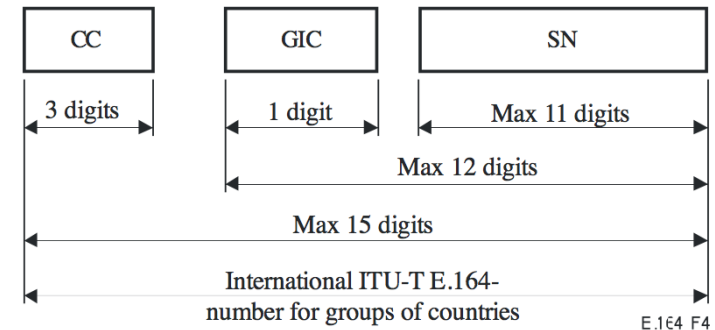 CC GIC SN
3 digits 1 digit Max 11 digits
Max 12 digits
Max 15 digits
International ITU-T E.164-
number for groups of countries
E.164 F4